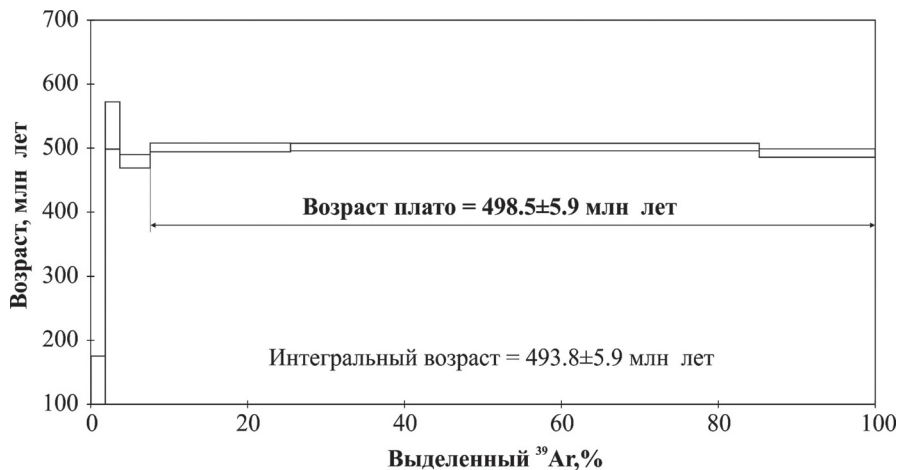 700
600
500
400
300
200
100
Возраст, млн лет
Возраст плато = 498.5±5.9 млн лет
Интегральный возраст = 493.8±5.9 млн лет
0 20 40 60 80 100
Выделенный ³⁹Ar,%